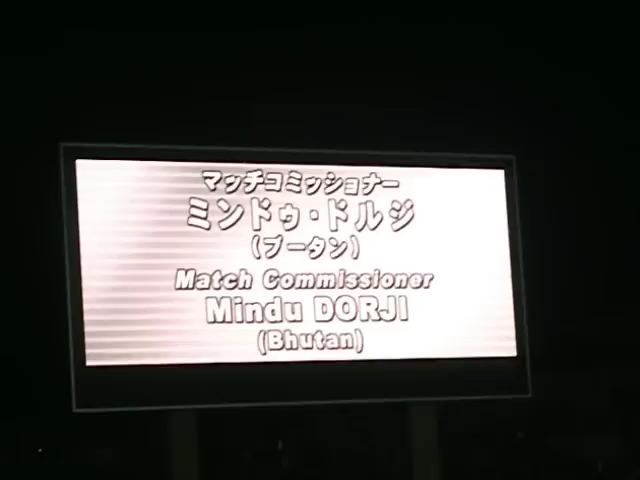 マッチコミッショナー
ミンドゥ・ドルジ
(ブータン)
Match Commissioner
Mindu DORJI
(Bhutan)